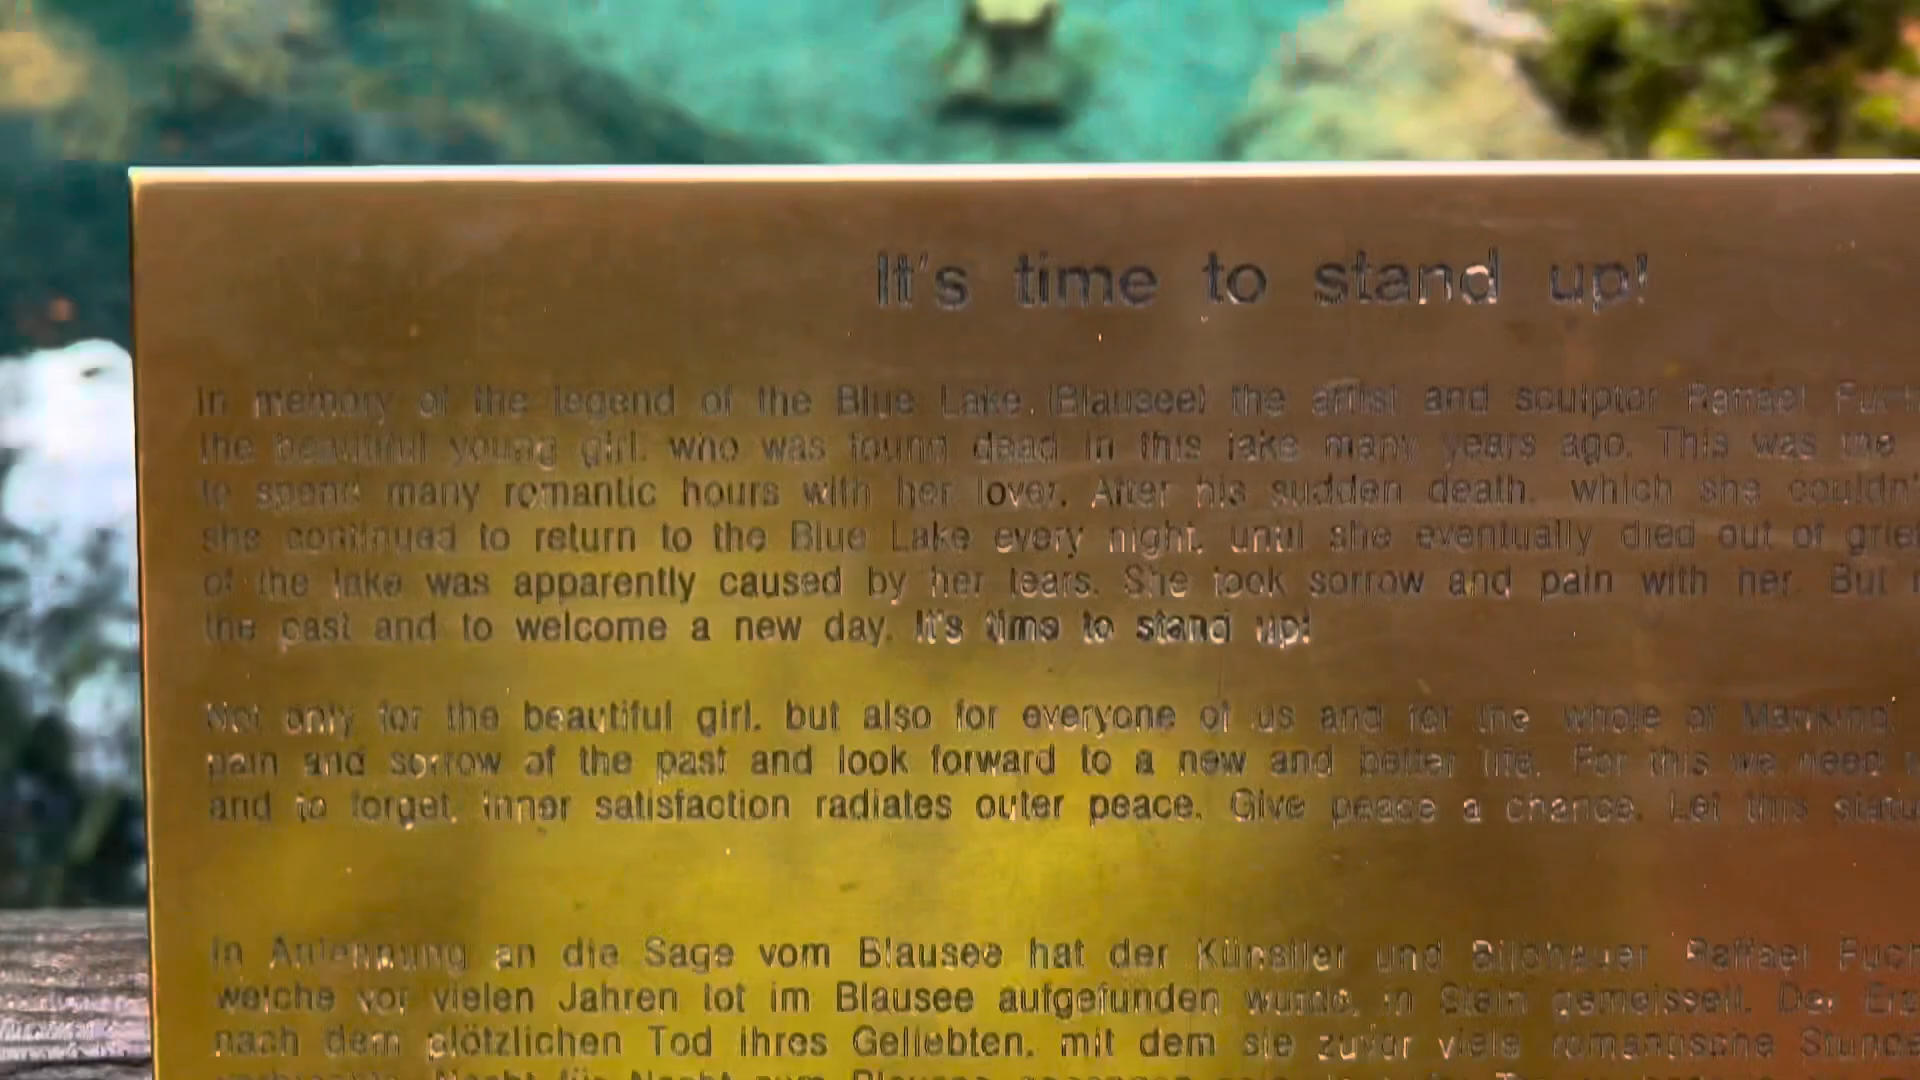 It's time to stand up!
In memory of the legend of the Blue Lake (Blausee) the artist and sculptor Raffael
the beautiful young girl, who was found dead in this lake many years ago. This was the
to spend many romantic hours with her lover. After his sudden death, which she couldn't
she continued to return to the Blue Lake every night, until she eventually died out of grief
of the lake was apparently caused by her tears. She took sorrow and pain with her. But
the past and to welcome a new day. It's time to stand up!
Not only for the beautiful girl, but also for everyone of us and for the whole of Mankind.
pain and sorrow of the past and look forward to a new and better life. For this we need
and to forget, inner satisfaction radiates outer peace. Give peace a chance. Let this
In Anlehnung an die Sage vom Blausee hat der Künstler und Bildhauer Raffael
welche vor vielen Jahren tot im Blausee aufgefunden wurde, in Stein gemeisselt. Der
nach dem plötzlichen Tod ihres Geliebten, mit dem sie zuvor viele romantische